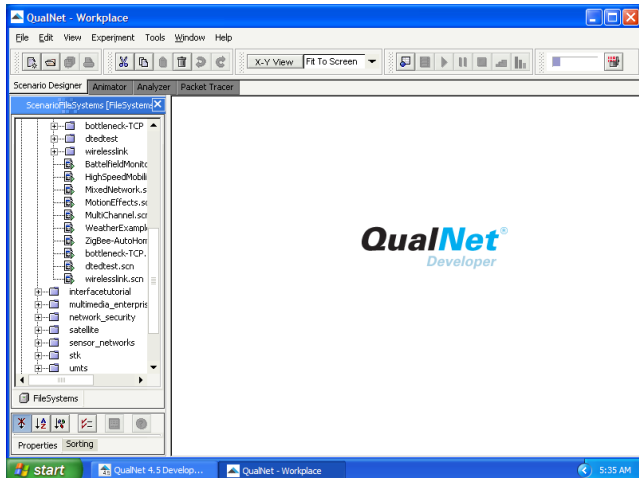 QualNet - Workplace
File Edit View Experiment Tools Window Help
X-Y View Fit To Screen
Scenario Designer Animator Analyzer Packet Tracer
ScenarioFileSystems [FileSystems
bottleneck-TCP
dtedtest
wirelesslink
BattelfieldMonito
HighSpeedMobili
MixedNetwork.s
MotionEffects.sc
MultiChannel.scr
WeatherExample
ZigBee-AutoHom
bottleneck-TCP.
dtedtest.scn
wirelesslink.scn
interfacetutorial
multimedia_enterpris
network_security
satellite
sensor_networks
stk
umts
FileSystems
Properties Sorting
QualNet®
Developer
start QualNet 4.5 Develop... QualNet - Workplace 5:35 AM